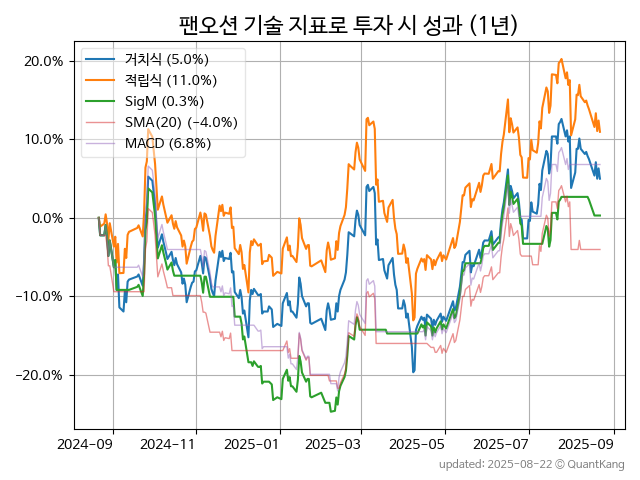 팬오션 기술 지표로 투자 시 성과 (1년)
거치식 (5.0%)
적립식 (11.0%)
SigM (0.3%)
SMA(20) (−4.0%)
MACD (6.8%)
20.0%
10.0%
0.0%
−10.0%
−20.0%
2024-09 2024-11 2025-01 2025-03 2025-05 2025-07 2025-09
updated: 2025-08-22 © QuantKang